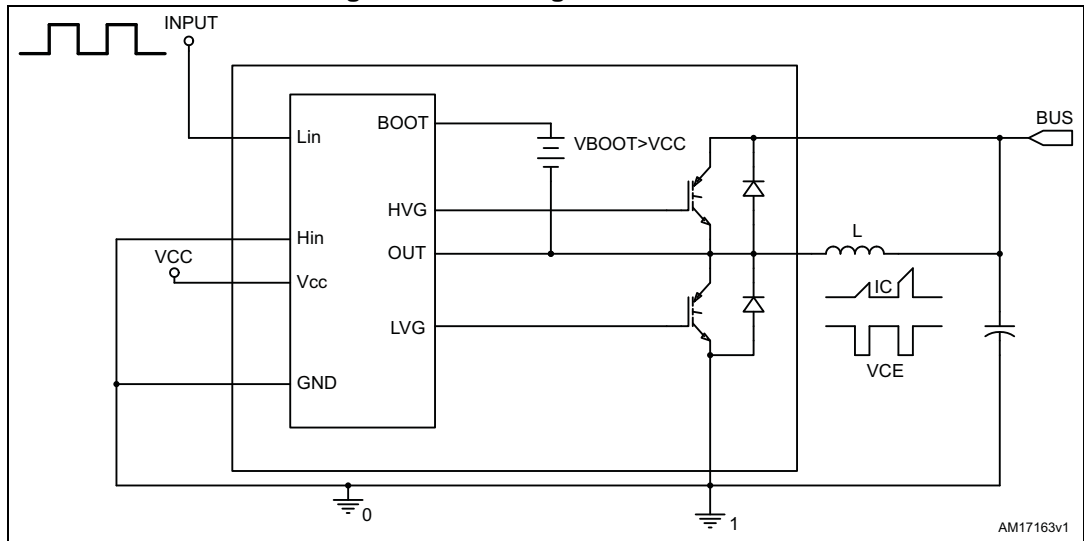 INPUT
BUS
BOOT
Lin
VBOOT>VCC
HVG
Hin
OUT
L
VCC
Vcc
IC
LVG
VCE
GND
0
1
AM17163v1